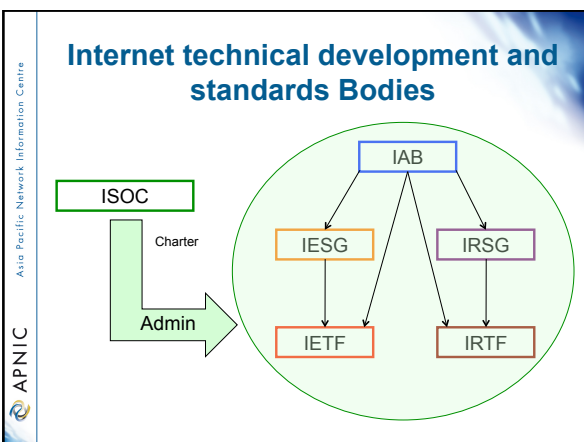 Internet technical development and
standards Bodies
IAB
ISOC
Charter
IESG
IRSG
Admin
IETF
IRTF
Asia Pacific Network Information Centre
APNIC